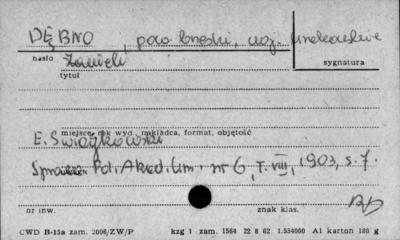 DĘBNO, pow. brzeski, woj. krakowskie
hasło
sygnatura
tytuł
miejsce, rok wyd., nakładca, format, objętość
E. Świeykowski
Pol. Akad. Um. nr 6, T. VIII, 1903, s. 7.
nr inw.
znak klas.
CWD B-15a zam. 2006/ZW/P kzg 1 zam. 1564 22 8 62 1.554000 Al karton 180 g